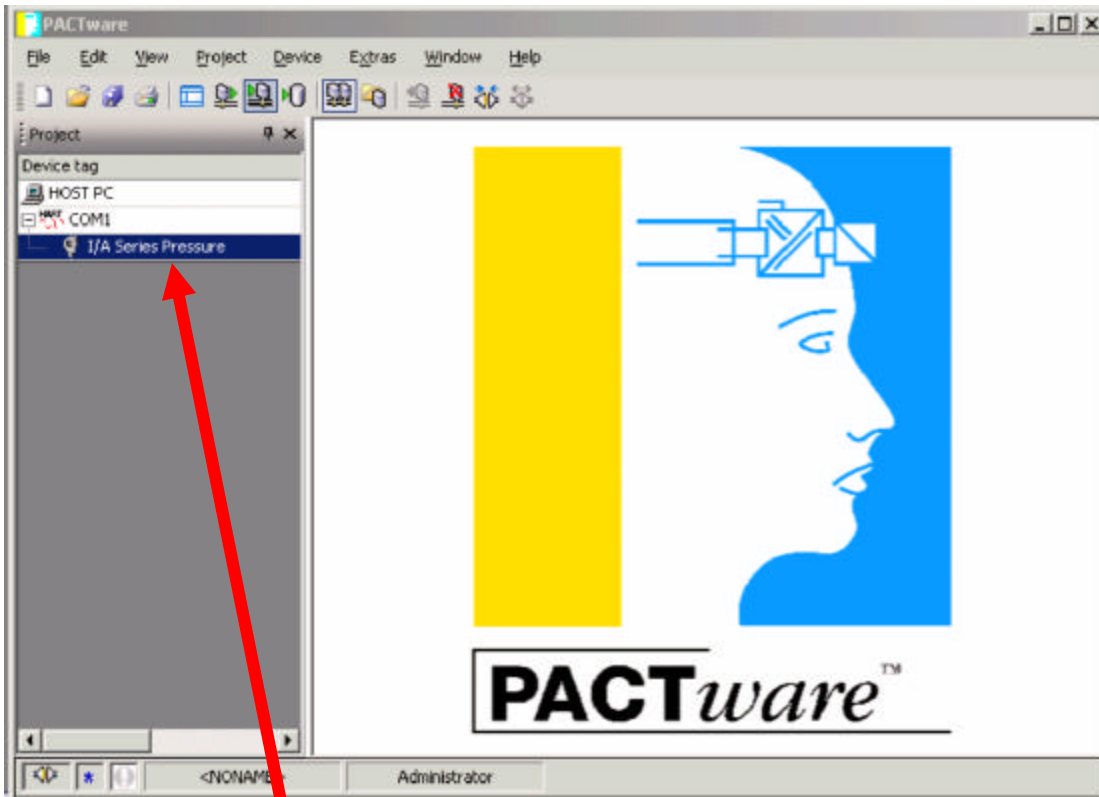 PACTware
File Edit View Project Device Extras Window Help
Project
Device tag
HOST PC
HART COM1
I/A Series Pressure
PACTware™
<NONAME> Administrator